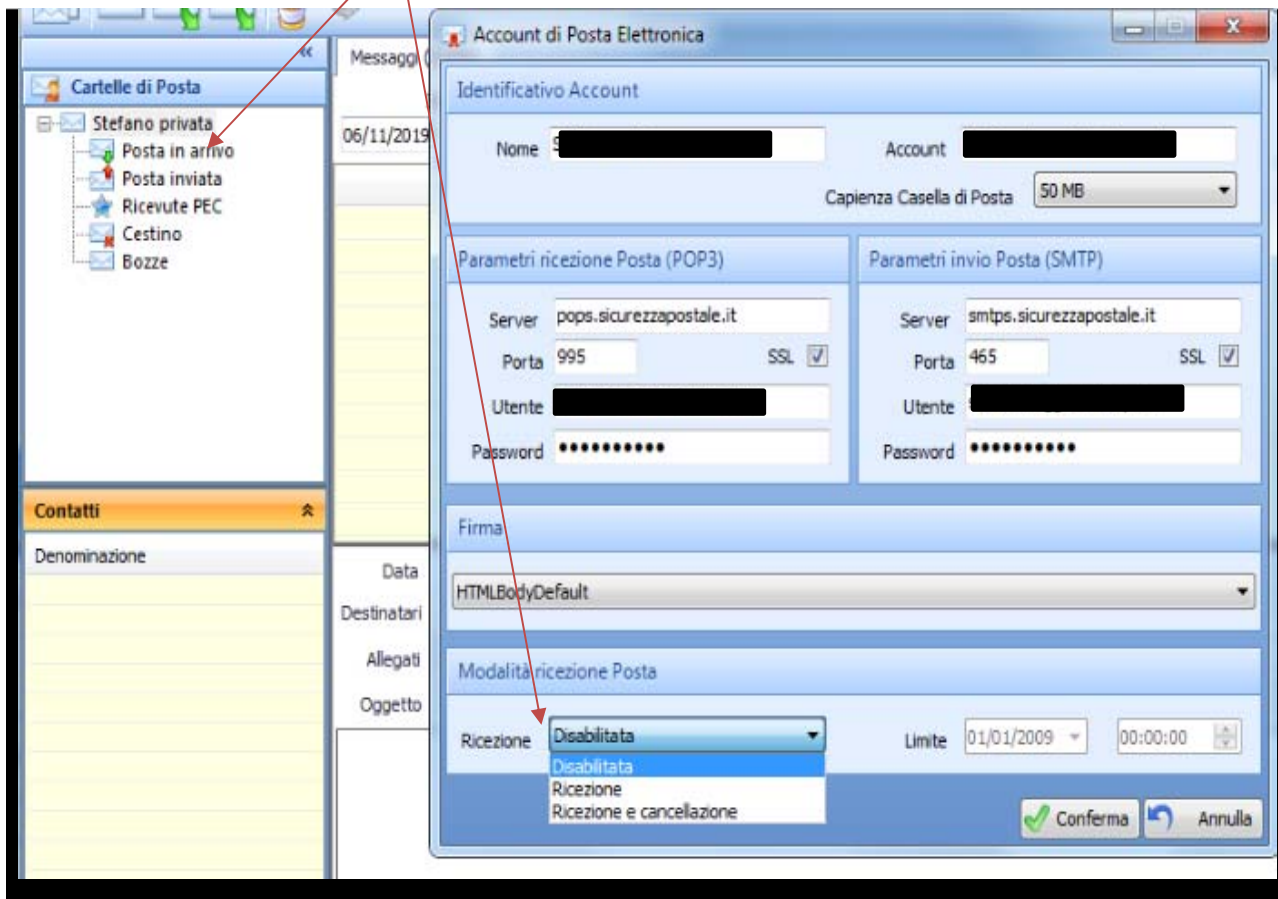 Account di Posta Elettronica
Messaggi (
Cartelle di Posta
Stefano privata
Posta in arrivo
Posta inviata
Ricevute PEC
Cestino
Bozze
06/11/2019
Identificativo Account
Nome
Account
Capienza Casella di Posta 50 MB
Parametri ricezione Posta (POP3)
Server pops.sicurezzapostale.it
Porta 995 SSL
Utente
Password ••••••••••
Parametri invio Posta (SMTP)
Server smtps.sicurezzapostale.it
Porta 465 SSL
Utente
Password ••••••••••
Contatti
Denominazione
Firma
HTMLBodyDefault
Data
Destinatari
Allegati
Oggetto
Modalità ricezione Posta
Ricezione Disabilitata
Limite 01/01/2009 00:00:00
Disabilitata
Ricezione
Ricezione e cancellazione
Conferma
Annulla